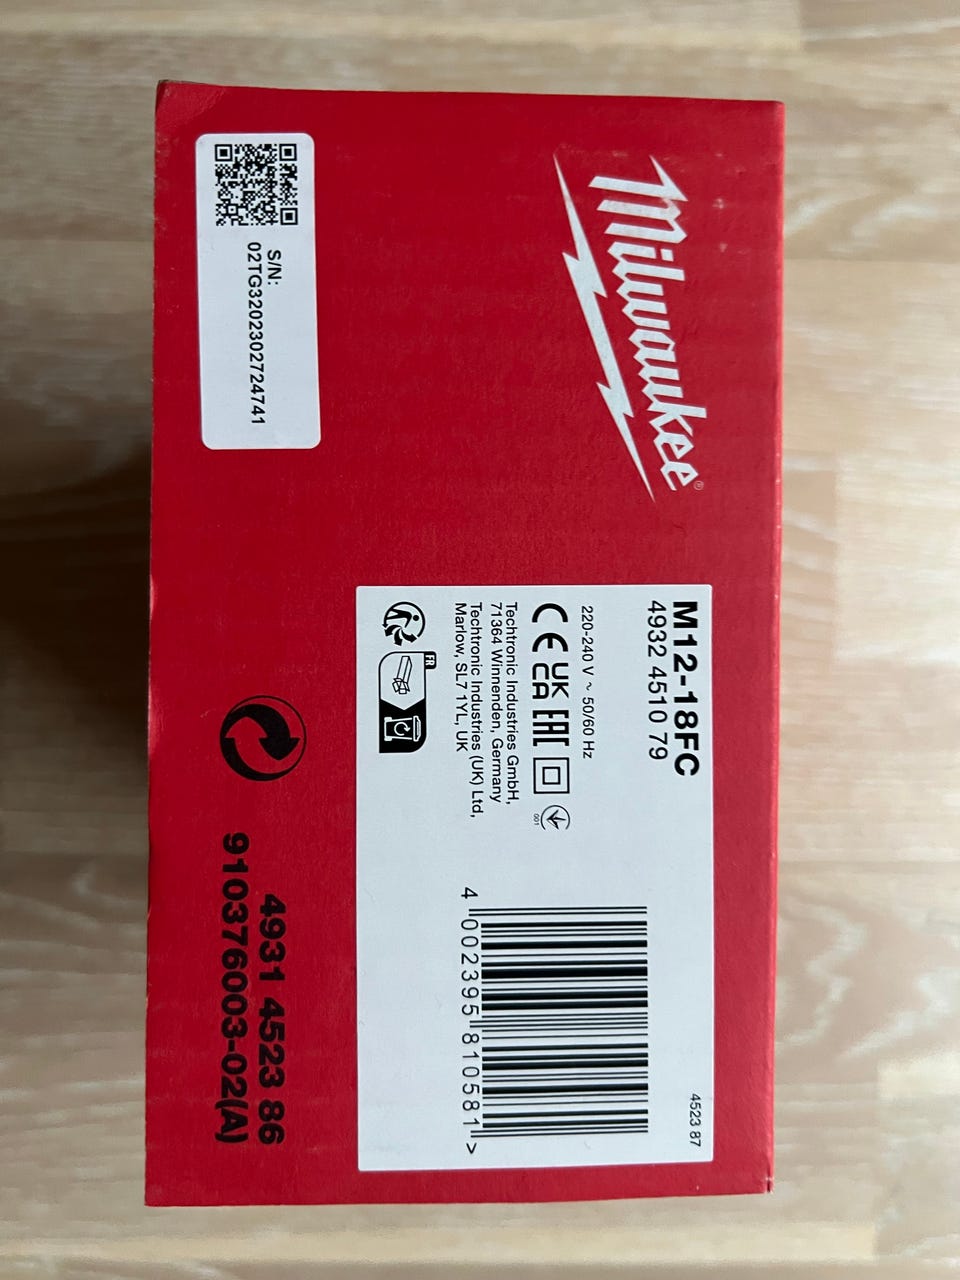 Milwaukee®
S/N:
02TG3202302724741
M12-18FC
4932 4510 79
220-240 V ~ 50/60 Hz
CE UK CA EAC
001
Techtronic Industries GmbH,
71364 Winnenden, Germany
Techtronic Industries (UK) Ltd,
Marlow, SL7 1YL, UK
FR
4523 87
4 002395 810581 >
4931 4523 86
910376003-02(A)